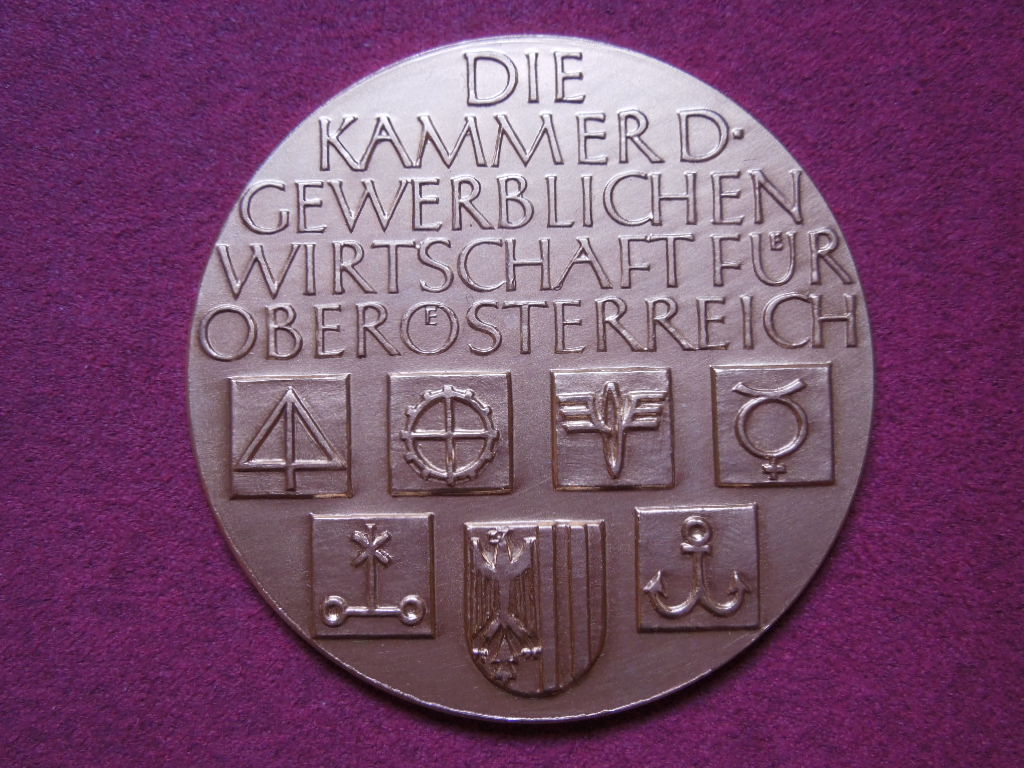 DIE
KAMMER D·
GEWERBLICHEN
WIRTSCHAFT FÜR
OBERÖSTERREICH